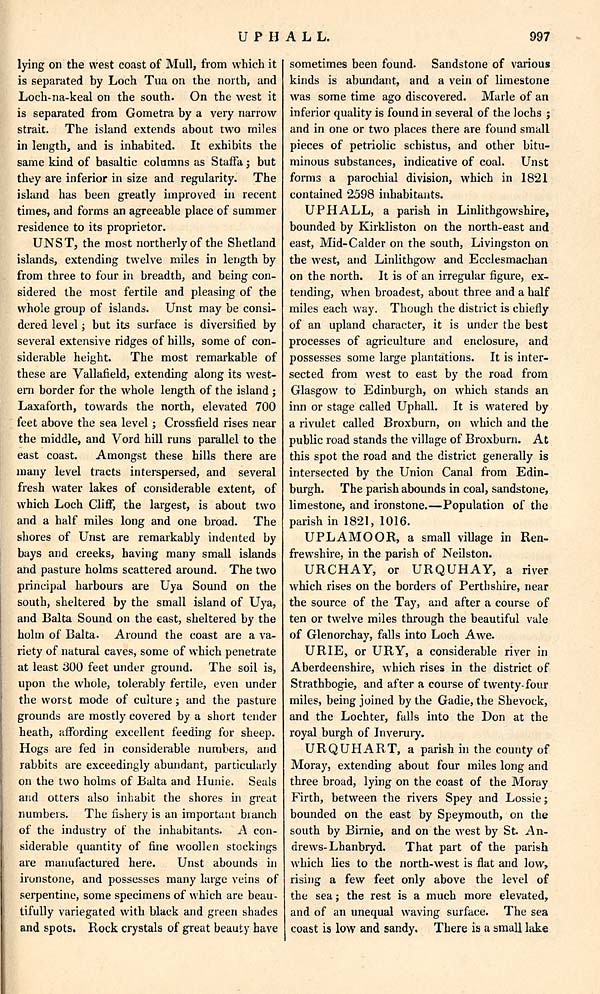 UPHALL.
997
lying on the west coast of Mull, from which it
is separated by Loch Tua on the north, and
Loch-na-keal on the south. On the west it
is separated from Gometra by a very narrow
strait. The island extends about two miles
in length, and is inhabited. It exhibits the
same kind of basaltic columns as Staffa; but
they are inferior in size and regularity. The
island has been greatly improved in recent
times, and forms an agreeable place of summer
residence to its proprietor.
UNST, the most northerly of the Shetland
islands, extending twelve miles in length by
from three to four in breadth, and being con-
sidered the most fertile and pleasing of the
whole group of islands. Unst may be consi-
dered level; but its surface is diversified by
several extensive ridges of hills, some of con-
siderable height. The most remarkable of
these are Vallafield, extending along its west-
ern border for the whole length of the island;
Laxaforth, towards the north, elevated 700
feet above the sea level; Crossfield rises near
the middle, and Vord hill runs parallel to the
east coast. Amongst these hills there are
many level tracts interspersed, and several
fresh water lakes of considerable extent, of
which Loch Cliff, the largest, is about two
and a half miles long and one broad. The
shores of Unst are remarkably indented by
bays and creeks, having many small islands
and pasture holms scattered around. The two
principal harbours are Uya Sound on the
south, sheltered by the small island of Uya,
and Balta Sound on the east, sheltered by the
holm of Balta. Around the coast are a va-
riety of natural caves, some of which penetrate
at least 300 feet under ground. The soil is,
upon the whole, tolerably fertile, even under
the worst mode of culture; and the pasture
grounds are mostly covered by a short tender
heath, affording excellent feeding for sheep.
Hogs are fed in considerable numbers, and
rabbits are exceedingly abundant, particularly
on the two holms of Balta and Hunie. Seals
and otters also inhabit the shores in great
numbers. The fishery is an important branch
of the industry of the inhabitants. A con-
siderable quantity of fine woollen stockings
are manufactured here. Unst abounds in
ironstone, and possesses many large veins of
serpentine, some specimens of which are beau-
tifully variegated with black and green shades
and spots. Rock crystals of great beauty have
sometimes been found. Sandstone of various
kinds is abundant, and a vein of limestone
was some time ago discovered. Marle of an
inferior quality is found in several of the lochs;
and in one or two places there are found small
pieces of petriolic schistus, and other bitu-
minous substances, indicative of coal. Unst
forms a parochial division, which in 1821
contained 2598 inhabitants.
UPHALL, a parish in Linlithgowshire,
bounded by Kirkliston on the north-east and
east, Mid-Calder on the south, Livingston on
the west, and Linlithgow and Ecclesmachan
on the north. It is of an irregular figure, ex-
tending, when broadest, about three and a half
miles each way. Though the district is chiefly
of an upland character, it is under the best
processes of agriculture and enclosure, and
possesses some large plantations. It is inter-
sected from west to east by the road from
Glasgow to Edinburgh, on which stands an
inn or stage called Uphall. It is watered by
a rivulet called Broxburn, on which and the
public road stands the village of Broxburn. At
this spot the road and the district generally is
intersected by the Union Canal from Edin-
burgh. The parish abounds in coal, sandstone,
limestone, and ironstone.—Population of the
parish in 1821, 1016.
UPLAMOOR, a small village in Ren-
frewshire, in the parish of Neilston.
URCHAY, or URQUHAY, a river
which rises on the borders of Perthshire, near
the source of the Tay, and after a course of
ten or twelve miles through the beautiful vale
of Glenorchay, falls into Loch Awe.
URIE, or URY, a considerable river in
Aberdeenshire, which rises in the district of
Strathbogie, and after a course of twenty-four
miles, being joined by the Gadie, the Shevock,
and the Lochter, falls into the Don at the
royal burgh of Inverury.
URQUHART, a parish in the county of
Moray, extending about four miles long and
three broad, lying on the coast of the Moray
Firth, between the rivers Spey and Lossie;
bounded on the east by Speymouth, on the
south by Birnie, and on the west by St. An-
drews-Lhanbryd. That part of the parish
which lies to the north-west is flat and low,
rising a few feet only above the level of
the sea; the rest is a much more elevated,
and of an unequal waving surface. The sea
coast is low and sandy. There is a small lake